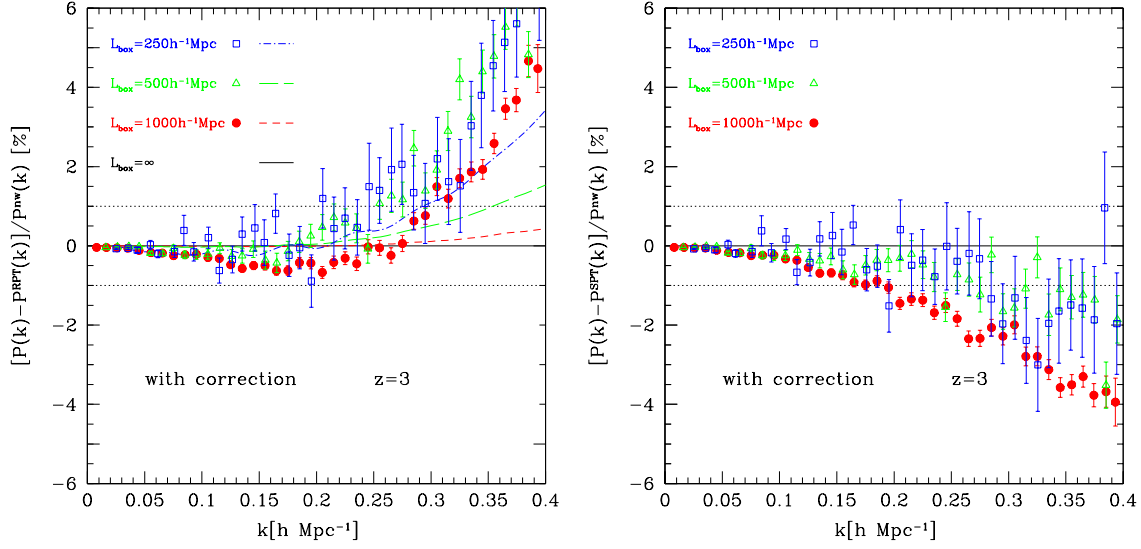 [P(k)−P^RPT(k)]/P^nw(k) [%]
6
4
2
0
−2
−4
−6
L_box=250h⁻¹Mpc
L_box=500h⁻¹Mpc
L_box=1000h⁻¹Mpc
L_box=∞
with correction z=3
0 0.05 0.1 0.15 0.2 0.25 0.3 0.35 0.4
k[h Mpc⁻¹]
[P(k)−P^SPT(k)]/P^nw(k) [%]
6
4
2
0
−2
−4
−6
L_box=250h⁻¹Mpc
L_box=500h⁻¹Mpc
L_box=1000h⁻¹Mpc
with correction z=3
0 0.05 0.1 0.15 0.2 0.25 0.3 0.35 0.4
k[h Mpc⁻¹]